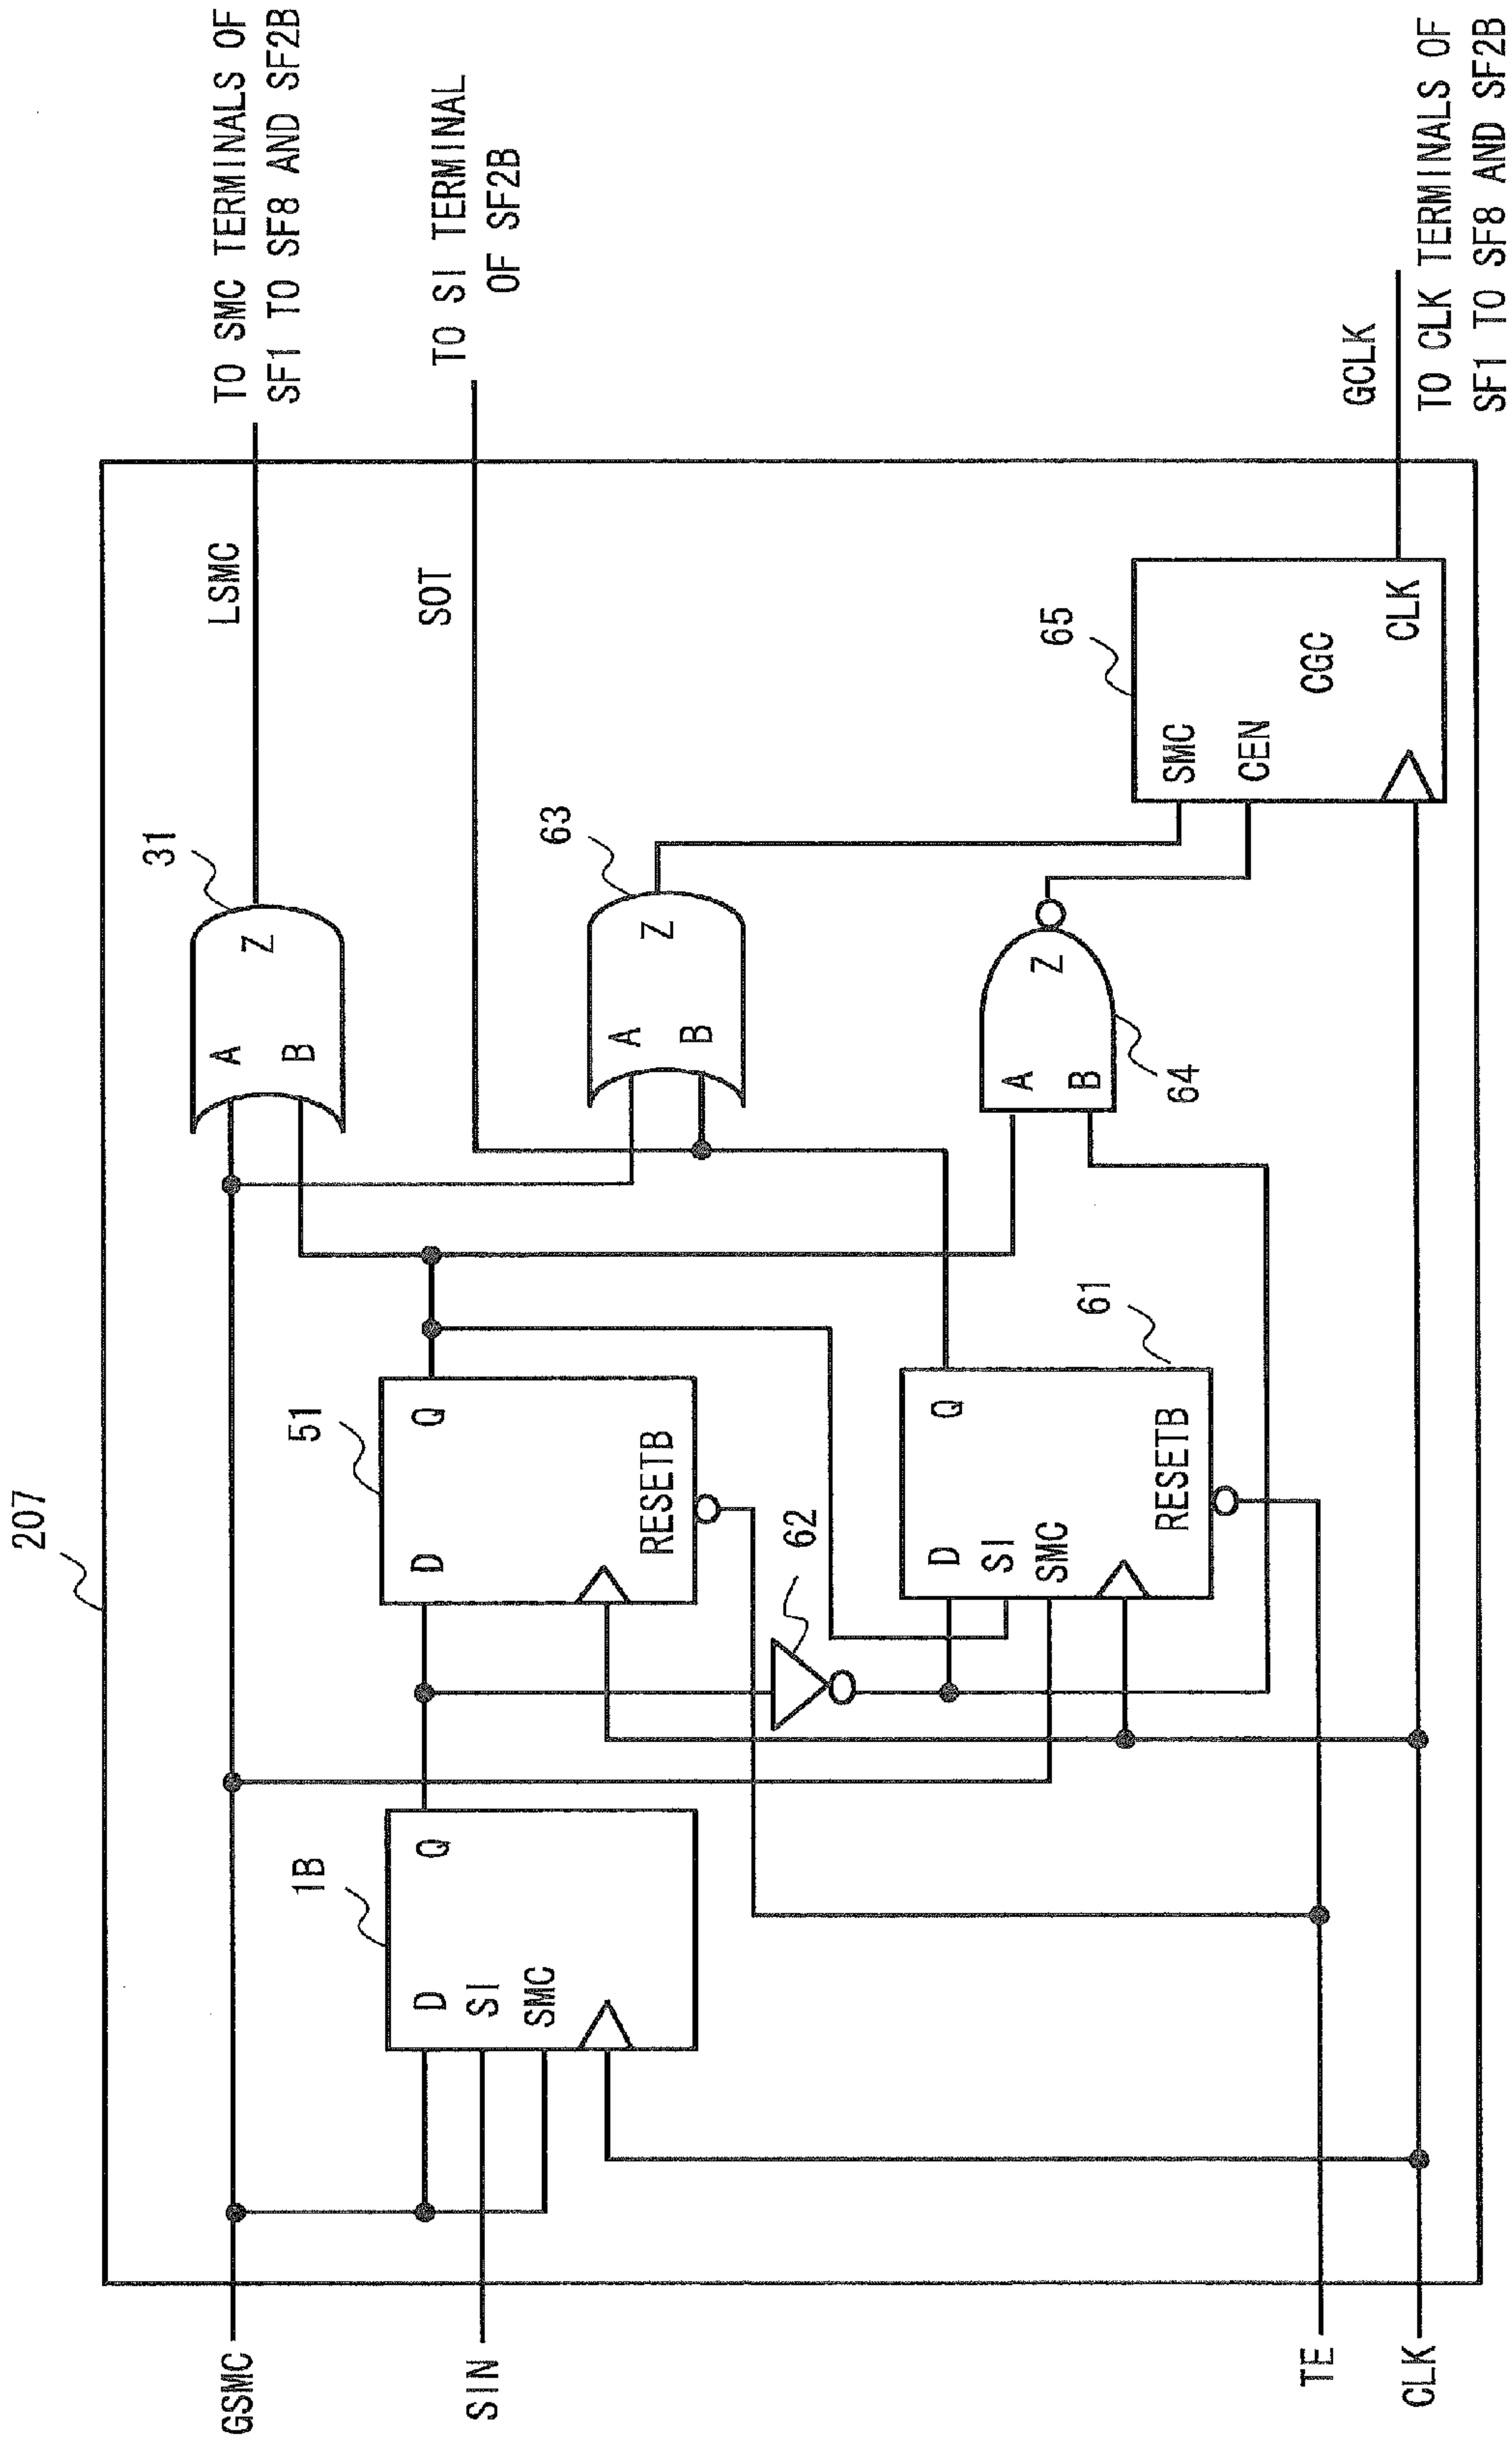 207
GSMC
SIN
TE
CLK
1B
D
SI
SMC
Q
51
D
Q
RESETB
62
61
D
SI
SMC
Q
RESETB
31
A
B
Z
63
A
B
Z
64
A
B
Z
65
SMC
CEN
CGC
CLK
LSMC
TO SMC TERMINALS OF
SF1 TO SF8 AND SF2B
SOT
TO SI TERMINAL
OF SF2B
GCLK
TO CLK TERMINALS OF
SF1 TO SF8 AND SF2B